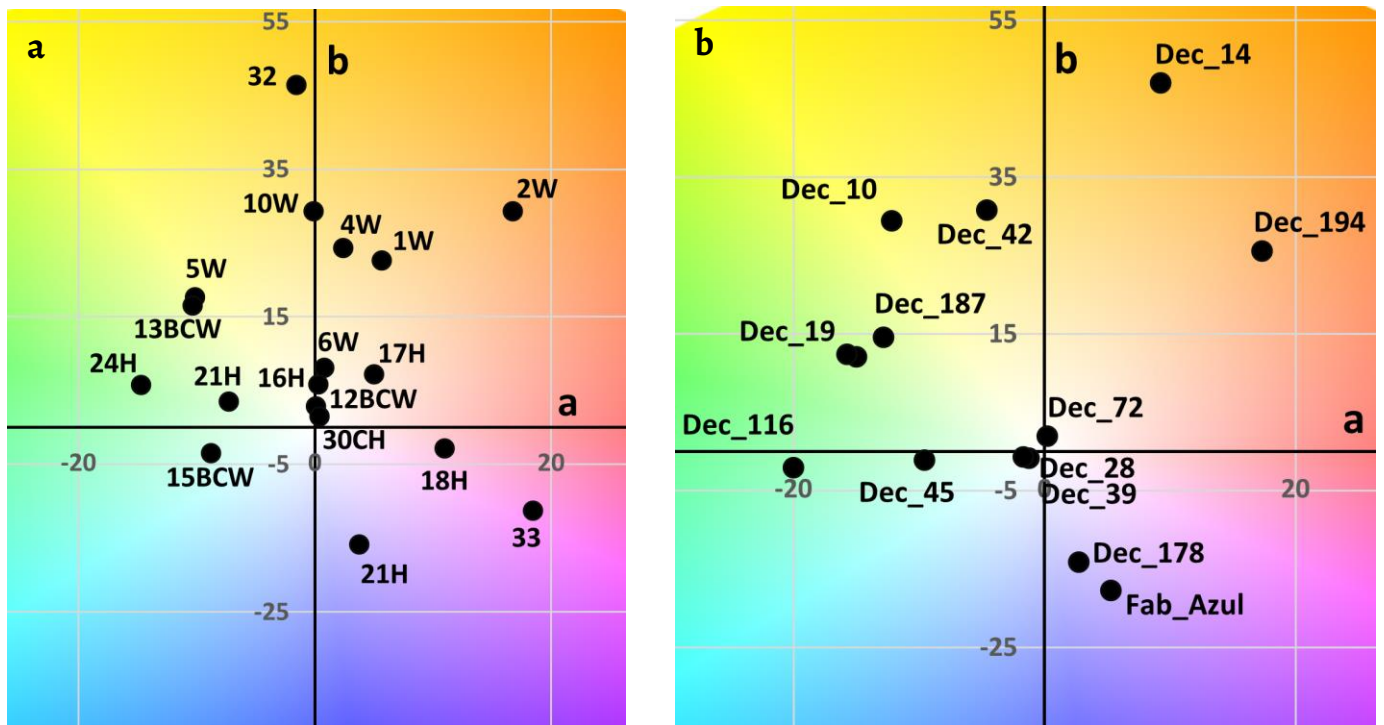 a
55
b
32
35
10W
2W
4W
1W
5W
15
13BCW
6W
17H
24H
21H
16H
12BCW
a
30CH
-20
-5
0
20
15BCW
18H
33
21H
-25
b
55
b
Dec_14
35
Dec_10
Dec_42
Dec_194
Dec_187
15
Dec_19
Dec_72
Dec_116
a
Dec_28
-20
Dec_45
-5
0
Dec_39
20
Dec_178
Fab_Azul
-25